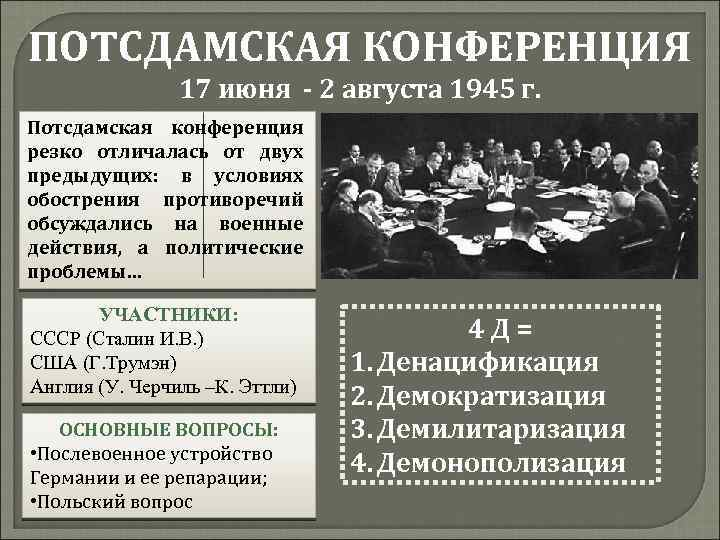 ПОТСДАМСКАЯ КОНФЕРЕНЦИЯ
17 июня - 2 августа 1945 г.
Потсдамская конференция
резко отличалась от двух
предыдущих: в условиях
обострения противоречий
обсуждались на военные
действия, а политические
проблемы...
УЧАСТНИКИ:
СССР (Сталин И.В.)
США (Г.Трумэн)
Англия (У. Черчиль –К. Эттли)
ОСНОВНЫЕ ВОПРОСЫ:
•Послевоенное устройство
Германии и ее репарации;
•Польский вопрос
4 Д =
1. Денацификация
2. Демократизация
3. Демилитаризация
4. Демонополизация